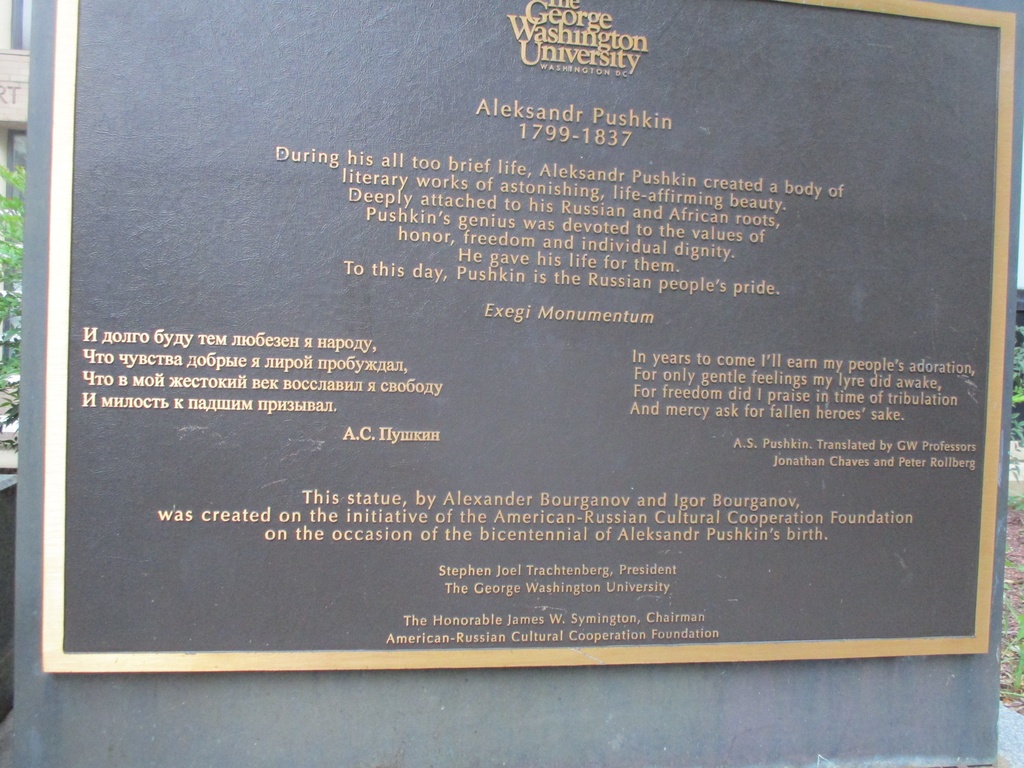 The
George
Washington
University
WASHINGTON DC
Aleksandr Pushkin
1799-1837
During his all too brief life, Aleksandr Pushkin created a body of
literary works of astonishing, life-affirming beauty.
Deeply attached to his Russian and African roots,
Pushkin's genius was devoted to the values of
honor, freedom and individual dignity.
He gave his life for them.
To this day, Pushkin is the Russian people's pride.
Exegi Monumentum
И долго буду тем любезен я народу,
Что чувства добрые я лирой пробуждал,
Что в мой жестокий век восславил я свободу
И милость к падшим призывал.
А.С. Пушкин
In years to come I'll earn my people's adoration,
For only gentle feelings my lyre did awake,
For freedom did I praise in time of tribulation
And mercy ask for fallen heroes' sake.
A.S. Pushkin. Translated by GW Professors
Jonathan Chaves and Peter Rollberg
This statue, by Alexander Bourganov and Igor Bourganov,
was created on the initiative of the American-Russian Cultural Cooperation Foundation
on the occasion of the bicentennial of Aleksandr Pushkin's birth.
Stephen Joel Trachtenberg, President
The George Washington University
The Honorable James W. Symington, Chairman
American-Russian Cultural Cooperation Foundation
RT